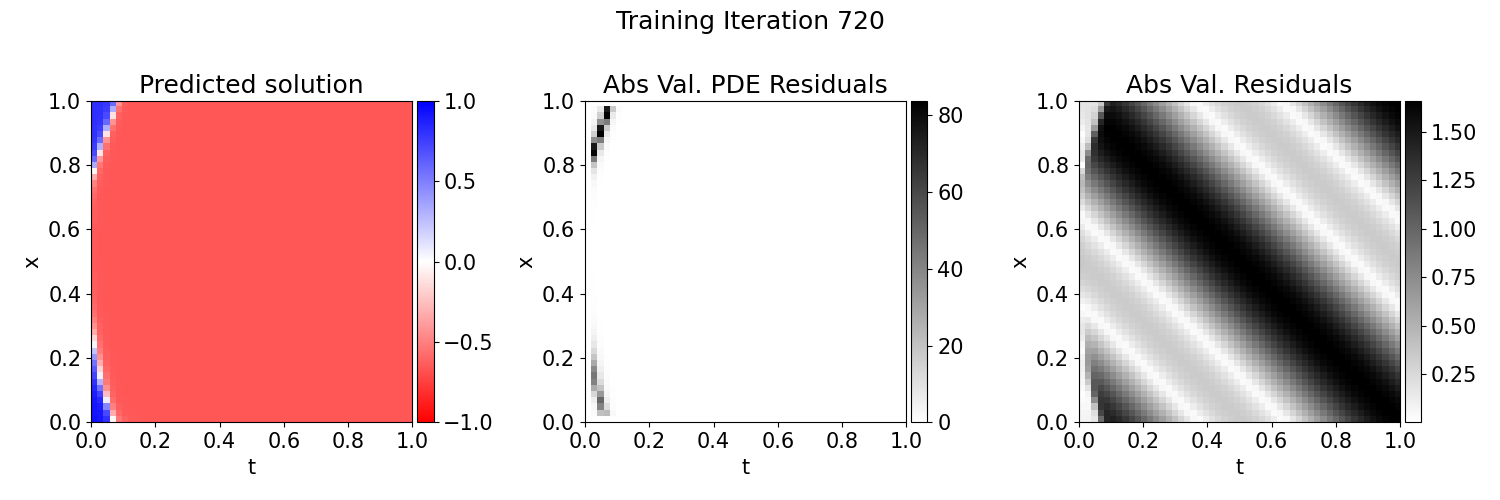 Training Iteration 720
Predicted solution
Abs Val. PDE Residuals
Abs Val. Residuals
1.0
0.8
0.6
0.4
0.2
0.0
x
0.0 0.2 0.4 0.6 0.8 1.0
t
1.0
0.5
0.0
−0.5
−1.0
1.0
0.8
0.6
0.4
0.2
0.0
x
0.0 0.2 0.4 0.6 0.8 1.0
t
80
60
40
20
0
1.0
0.8
0.6
0.4
0.2
0.0
x
0.0 0.2 0.4 0.6 0.8 1.0
t
1.50
1.25
1.00
0.75
0.50
0.25